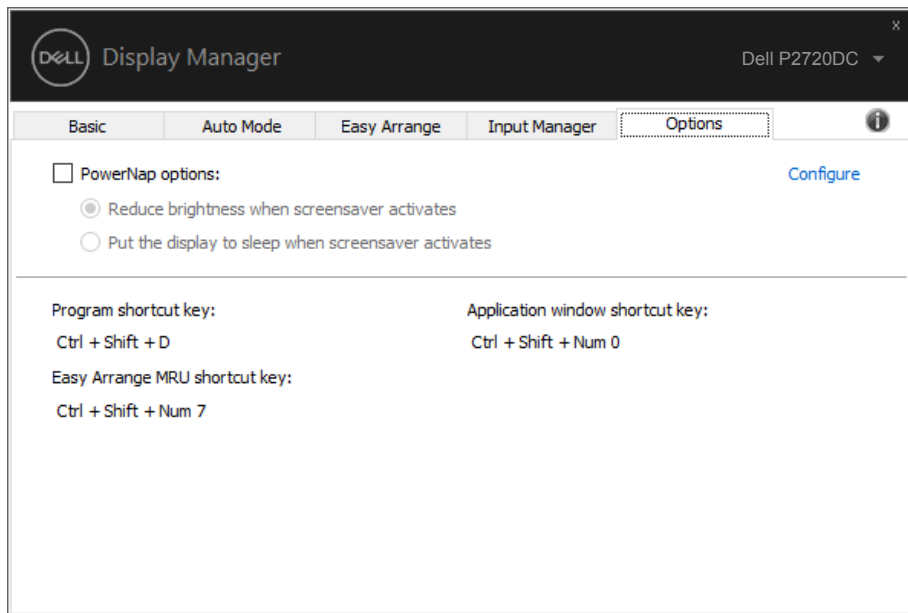 x
DELL Display Manager
Dell P2720DC
Basic Auto Mode Easy Arrange Input Manager Options
PowerNap options: Configure
Reduce brightness when screensaver activates
Put the display to sleep when screensaver activates
Program shortcut key: Application window shortcut key:
Ctrl + Shift + D Ctrl + Shift + Num 0
Easy Arrange MRU shortcut key:
Ctrl + Shift + Num 7